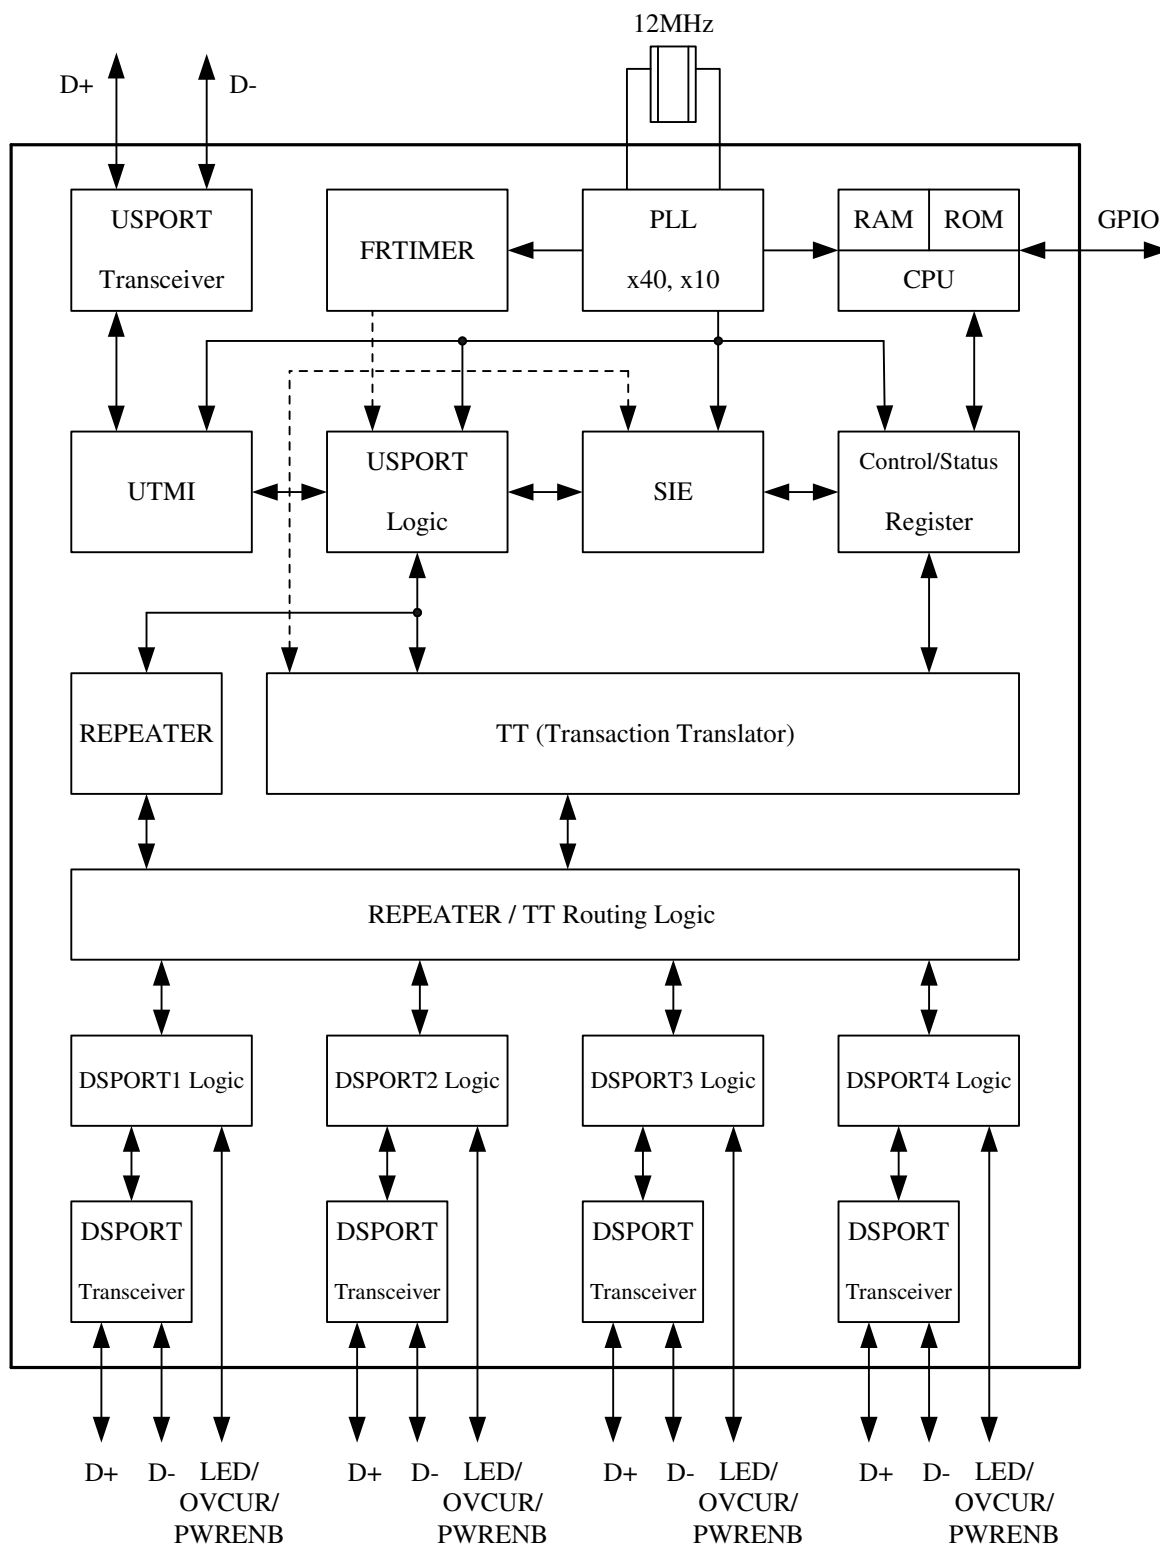 12MHz
D+
D-
USPORT
Transceiver
FRTIMER
PLL
x40, x10
RAM
ROM
CPU
GPIO
UTMI
USPORT
Logic
SIE
Control/Status
Register
REPEATER
TT (Transaction Translator)
REPEATER / TT Routing Logic
DSPORT1 Logic
DSPORT2 Logic
DSPORT3 Logic
DSPORT4 Logic
DSPORT
Transceiver
DSPORT
Transceiver
DSPORT
Transceiver
DSPORT
Transceiver
D+
D-
LED/
OVCUR/
PWRENB
D+
D-
LED/
OVCUR/
PWRENB
D+
D-
LED/
OVCUR/
PWRENB
D+
D-
LED/
OVCUR/
PWRENB